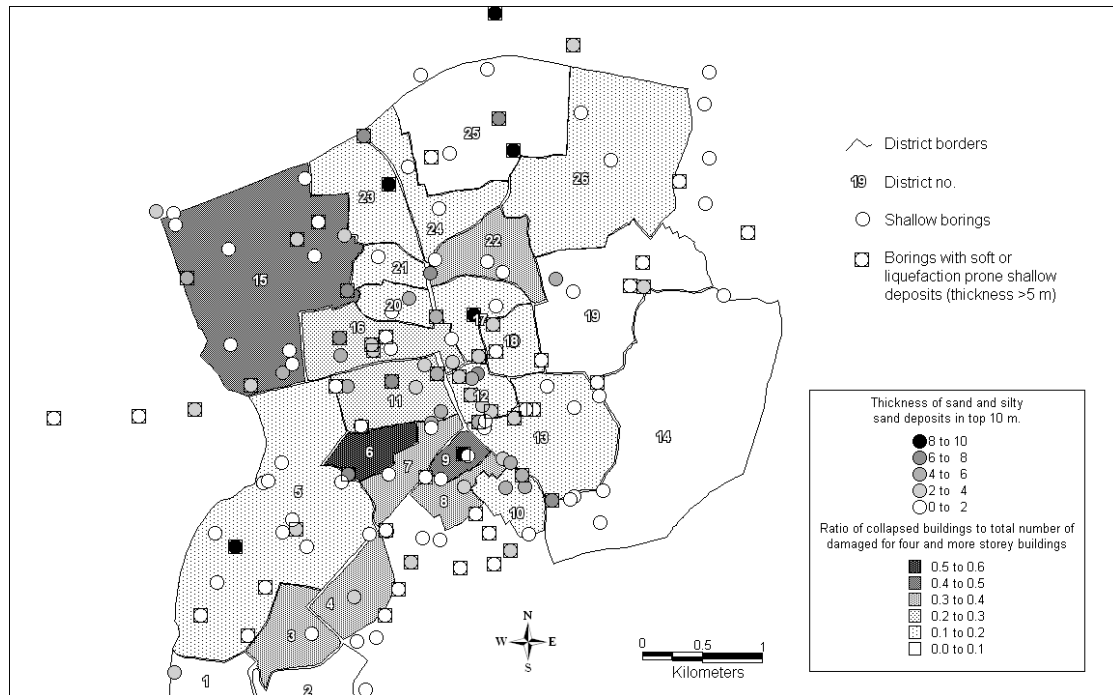 25
26
23
24
22
21
15
20
19
17
16
18
11
12
13
14
6
9
7
8
5
10
4
3
1
2
District borders
19 District no.
Shallow borings
Borings with soft or
liquefaction prone shallow
deposits (thickness >5 m)
Thickness of sand and silty
sand deposits in top 10 m.
8 to 10
6 to 8
4 to 6
2 to 4
0 to 2
Ratio of collapsed buildings to total number of
damaged for four and more storey buildings
0.5 to 0.6
0.4 to 0.5
0.3 to 0.4
0.2 to 0.3
0.1 to 0.2
0.0 to 0.1
N
W E
S
0 0.5 1
Kilometers